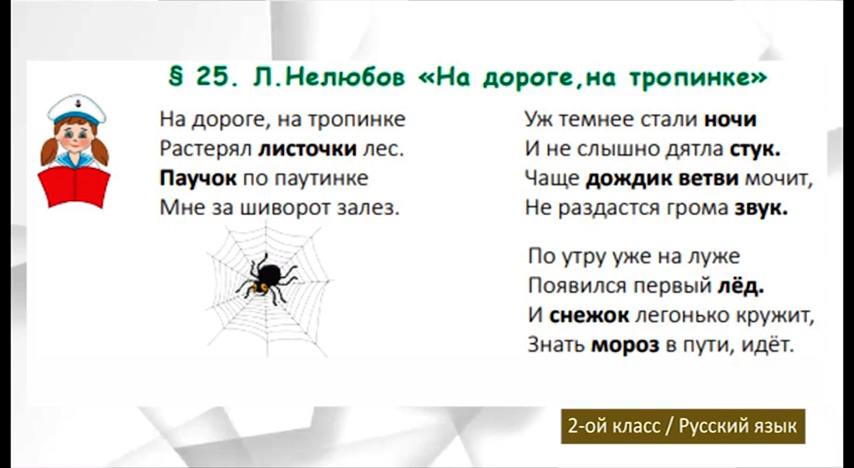 § 25. Л.Нелюбов «На дороге,на тропинке»
На дороге, на тропинке
Растерял листочки лес.
Паучок по паутинке
Мне за шиворот залез.
Уж темнее стали ночи
И не слышно дятла стук.
Чаще дождик ветви мочит,
Не раздастся грома звук.
По утру уже на луже
Появился первый лёд.
И снежок легонько кружит,
Знать мороз в пути, идёт.
2-ой класс / Русский язык